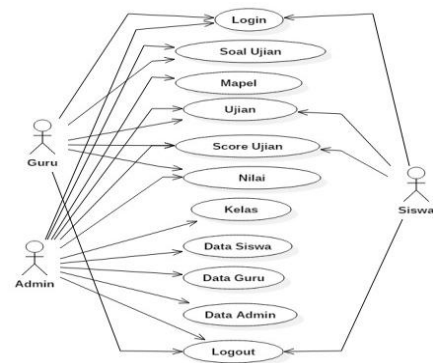 Login
Soal Ujian
Mapel
Ujian
Guru
Score Ujian
Nilai
Siswa
Kelas
Data Siswa
Admin
Data Guru
Data Admin
Logout